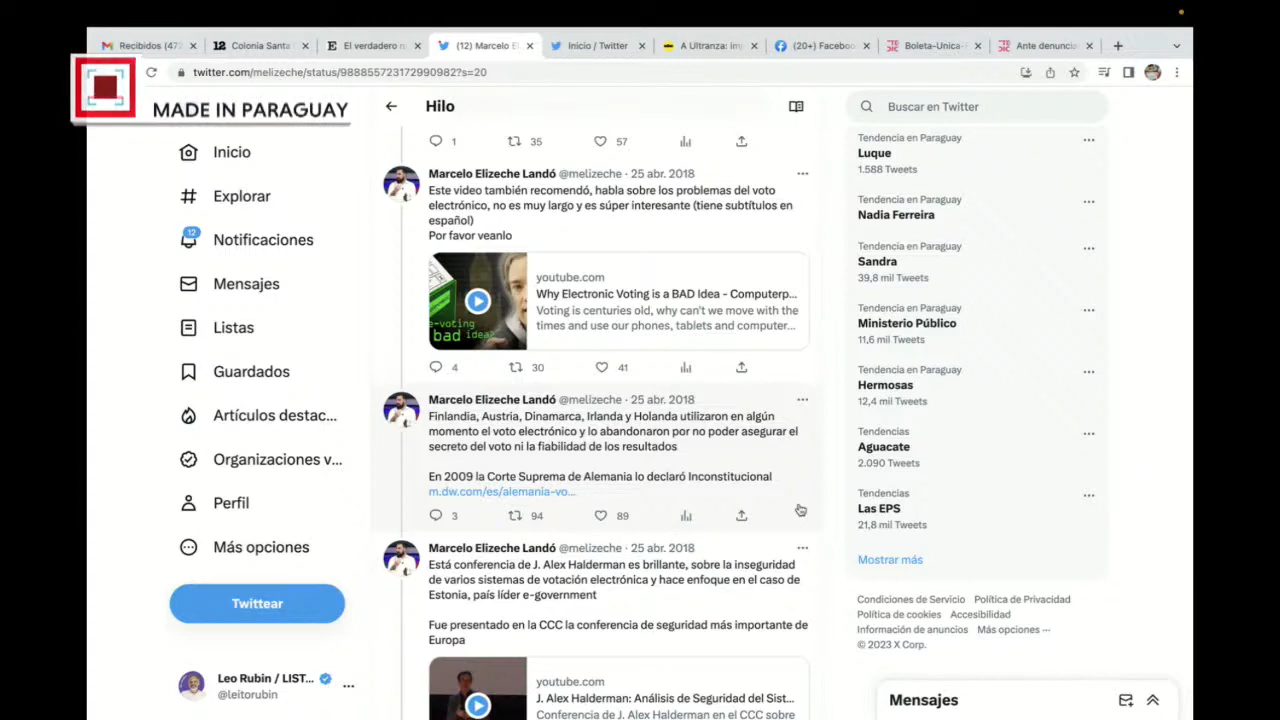 Recibidos (472
Colonia Santa
El verdadero n
(12) Marcelo E
Inicio / Twitter
A Ultranza: im
(20+) Facebou
Boleta-Unica-P
Ante denuncia
twitter.com/melizeche/status/988855723172990982?s=20
MADE IN PARAGUAY
Inicio
Explorar
12
Notificaciones
Mensajes
Listas
Guardados
Artículos destac...
Organizaciones v...
Perfil
Más opciones
Twittear
Leo Rubin / LIST...
@leitorubin
Hilo
1 35 57
Marcelo Elizeche Landó @melizeche · 25 abr. 2018
Este video también recomendó, habla sobre los problemas del voto
electrónico, no es muy largo y es súper interesante (tiene subtítulos en
español)
Por favor veanlo
e-voting
bad idea
youtube.com
Why Electronic Voting is a BAD Idea - Computerp...
Voting is centuries old, why can't we move with the
times and use our phones, tablets and computer...
4 30 41
Marcelo Elizeche Landó @melizeche · 25 abr. 2018
Finlandia, Austria, Dinamarca, Irlanda y Holanda utilizaron en algún
momento el voto electrónico y lo abandonaron por no poder asegurar el
secreto del voto ni la fiabilidad de los resultados
En 2009 la Corte Suprema de Alemania lo declaró Inconstitucional
m.dw.com/es/alemania-vo...
3 94 89
Marcelo Elizeche Landó @melizeche · 25 abr. 2018
Está conferencia de J. Alex Halderman es brillante, sobre la inseguridad
de varios sistemas de votación electrónica y hace enfoque en el caso de
Estonia, país líder e-government
Fue presentado en la CCC la conferencia de seguridad más importante de
Europa
youtube.com
J. Alex Halderman: Análisis de Seguridad del Sist...
Conferencia de J. Alex Halderman en el CCC sobre
Buscar en Twitter
Tendencia en Paraguay
Luque
1.588 Tweets
Tendencia en Paraguay
Nadia Ferreira
Tendencia en Paraguay
Sandra
39,8 mil Tweets
Tendencia en Paraguay
Ministerio Público
11,6 mil Tweets
Tendencia en Paraguay
Hermosas
12,4 mil Tweets
Tendencias
Aguacate
2.090 Tweets
Tendencias
Las EPS
21,8 mil Tweets
Mostrar más
Condiciones de Servicio Política de Privacidad
Política de cookies Accesibilidad
Información de anuncios Más opciones ···
© 2023 X Corp.
Mensajes